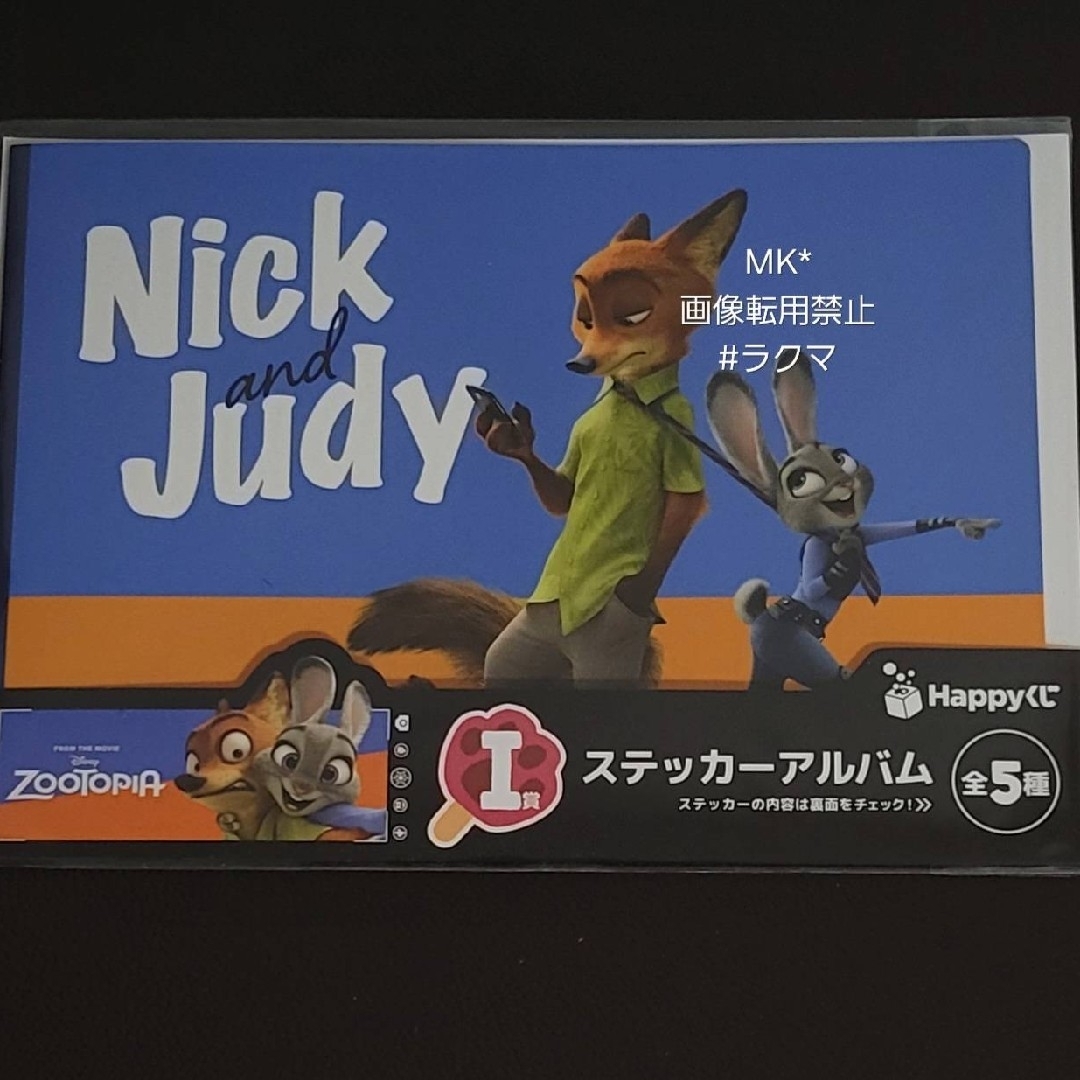 Nick
and
Judy
MK*
画像転用禁止
#ラクマ
Happyくじ
FROM THE MOVIE
Disney
ZOOTOPIA
I賞
ステッカーアルバム
ステッカーの内容は裏面をチェック!》
全5種